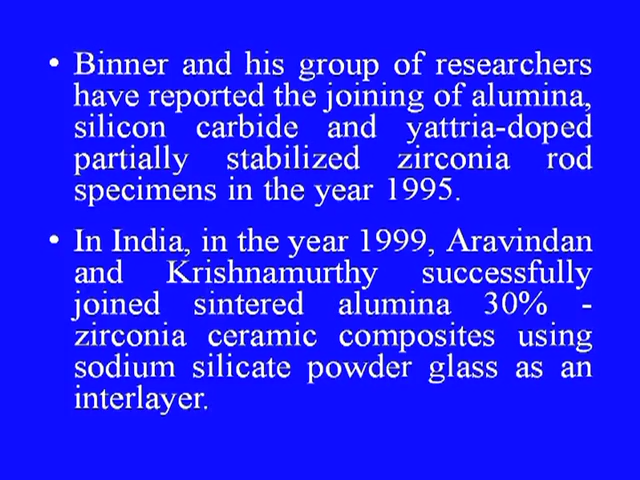 • Binner and his group of researchers
have reported the joining of alumina,
silicon carbide and yattria-doped
partially stabilized zirconia rod
specimens in the year 1995.
• In India, in the year 1999, Aravindan
and Krishnamurthy successfully
joined sintered alumina 30% -
zirconia ceramic composites using
sodium silicate powder glass as an
interlayer.